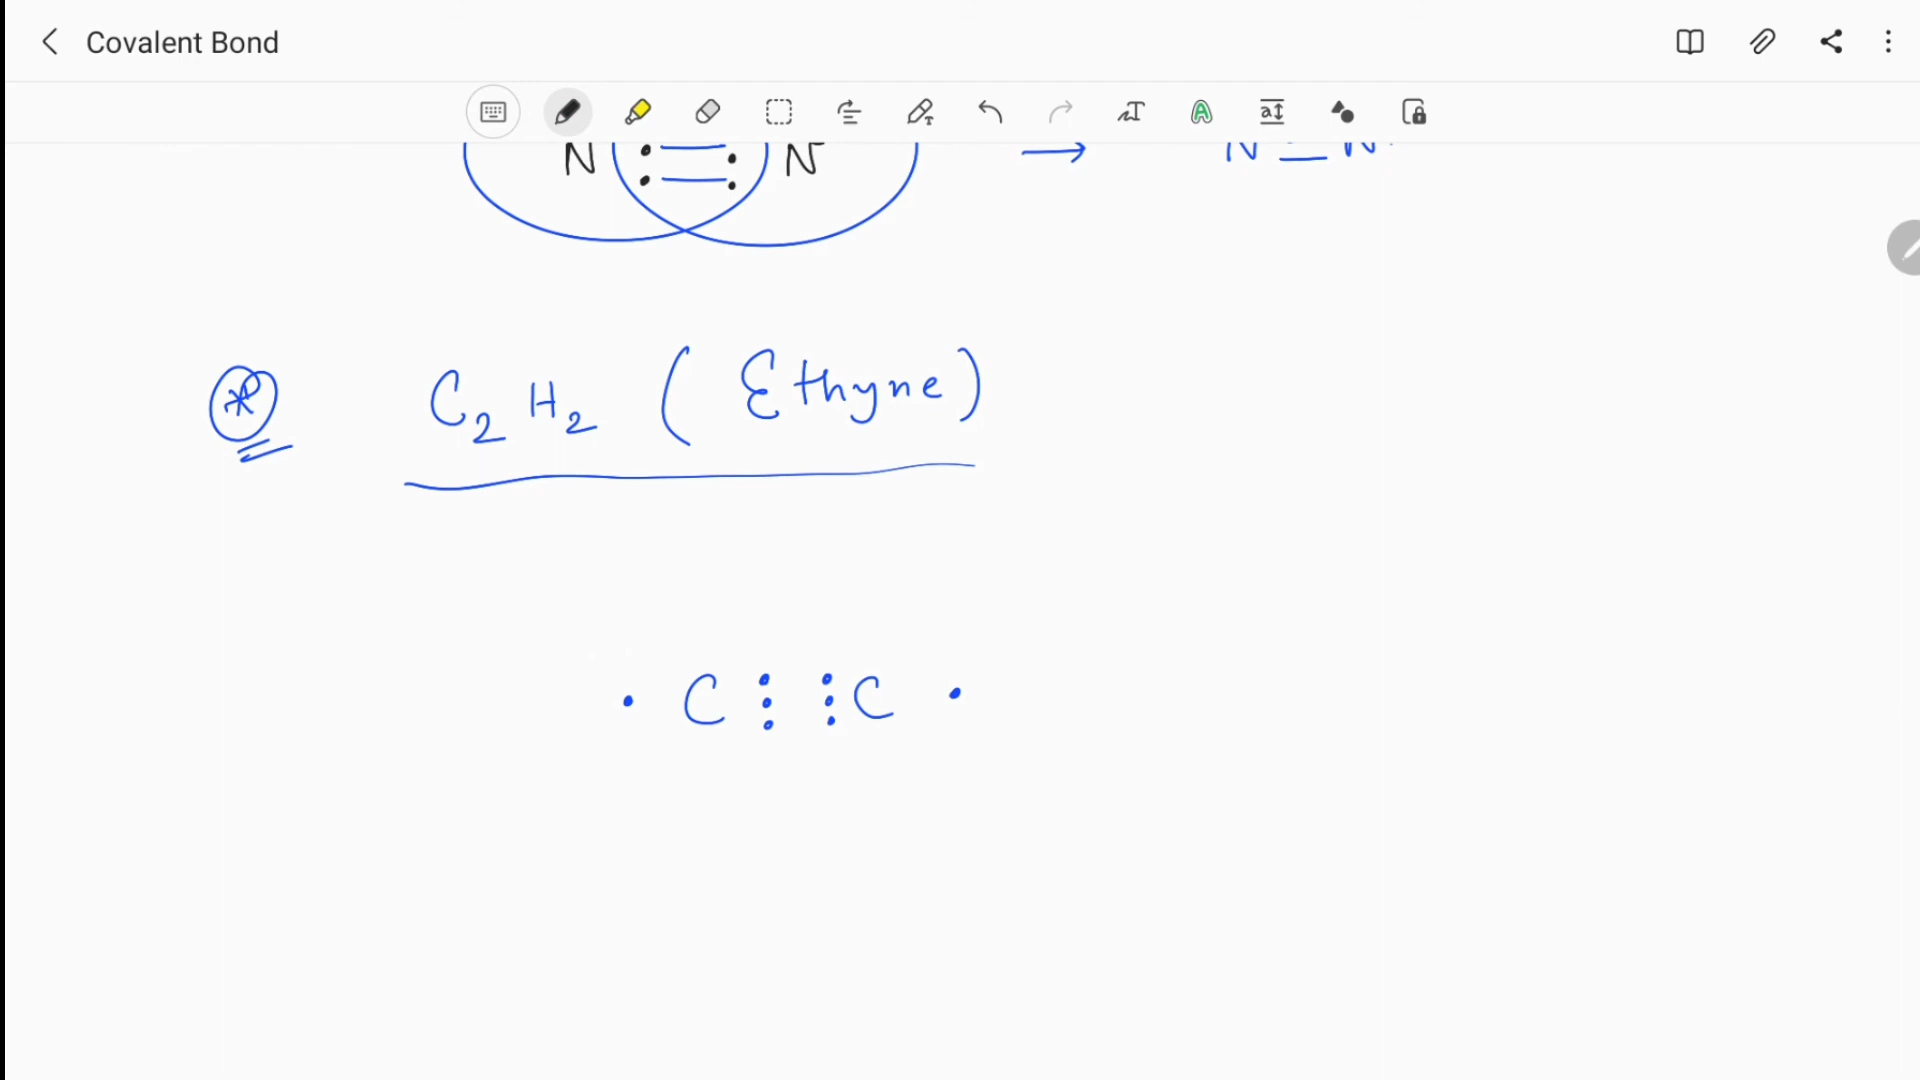 Covalent Bond
N N → N N
C2 H2 ( Ethyne )
• C ⋮ ⋮ C •